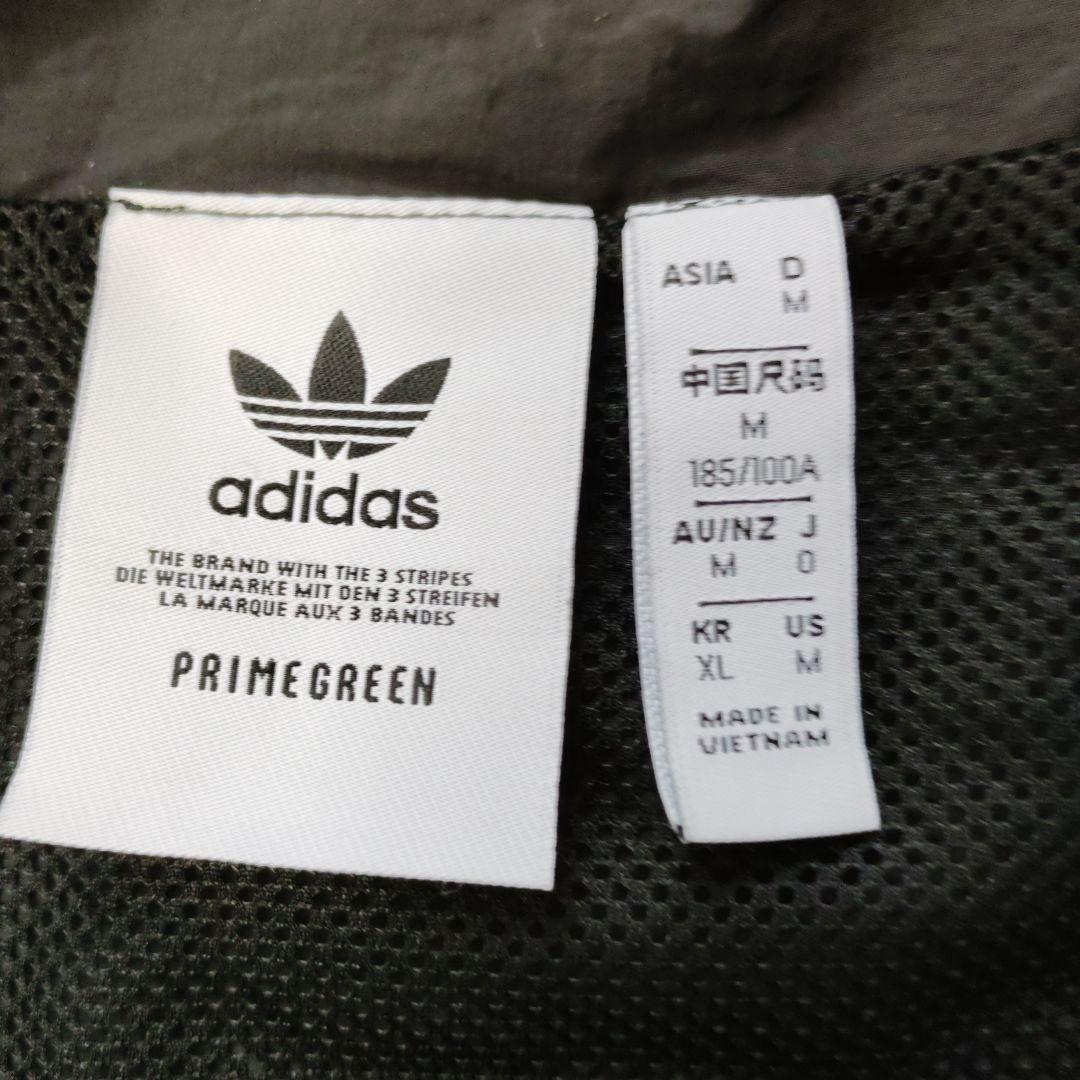 adidas
THE BRAND WITH THE 3 STRIPES
DIE WELTMARKE MIT DEN 3 STREIFEN
LA MARQUE AUX 3 BANDES
PRIMEGREEN
ASIA D
M
中国尺码
M
185/100A
AU/NZ J
M O
KR US
XL M
MADE IN
VIETNAM